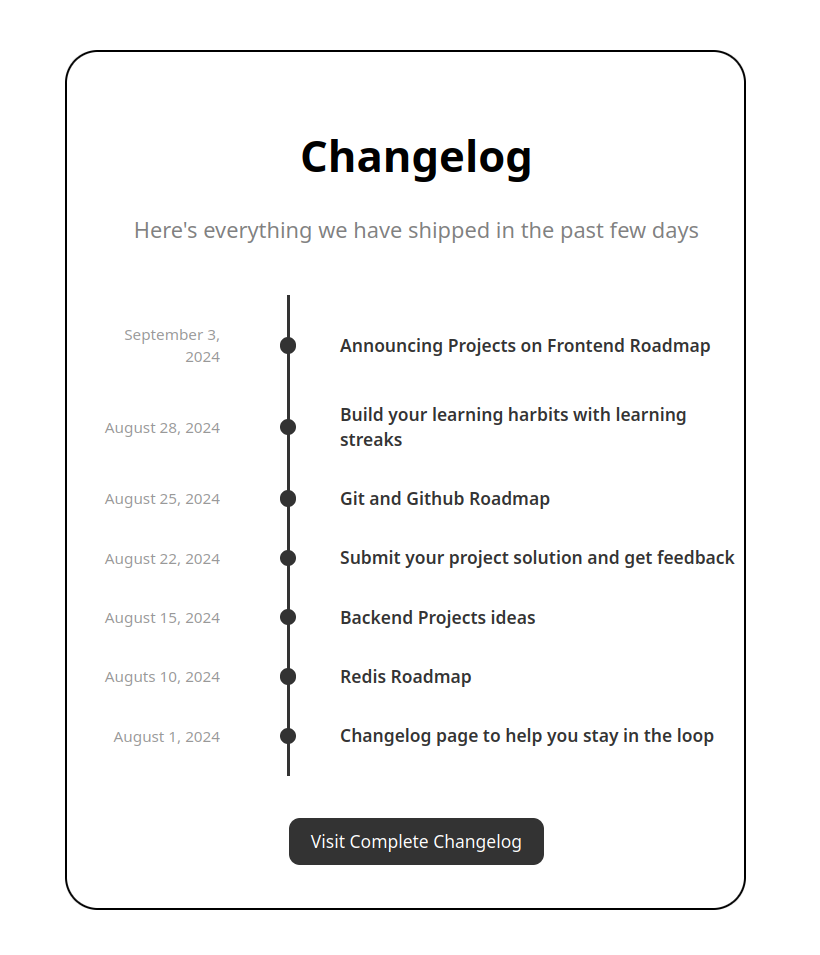 Changelog
Here's everything we have shipped in the past few days
September 3,
2024
Announcing Projects on Frontend Roadmap
August 28, 2024
Build your learning harbits with learning
streaks
August 25, 2024
Git and Github Roadmap
August 22, 2024
Submit your project solution and get feedback
August 15, 2024
Backend Projects ideas
Auguts 10, 2024
Redis Roadmap
August 1, 2024
Changelog page to help you stay in the loop
Visit Complete Changelog